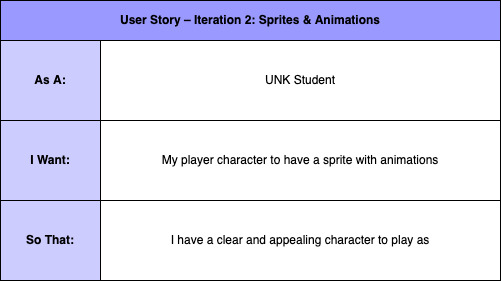 User Story – Iteration 2: Sprites & Animations
As A:
UNK Student
I Want:
My player character to have a sprite with animations
So That:
I have a clear and appealing character to play as